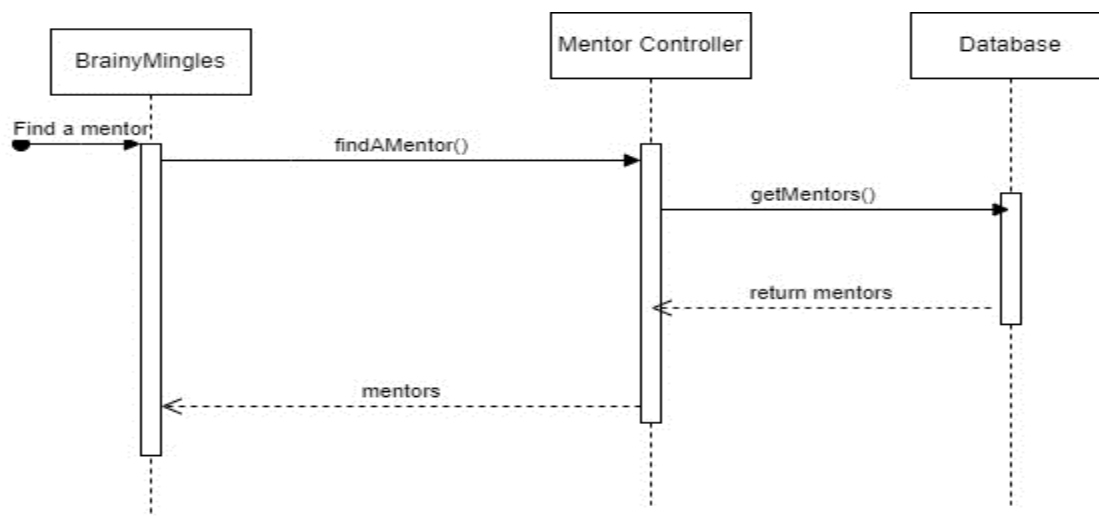 BrainyMingles
Mentor Controller
Database
Find a mentor
findAMentor()
getMentors()
return mentors
mentors